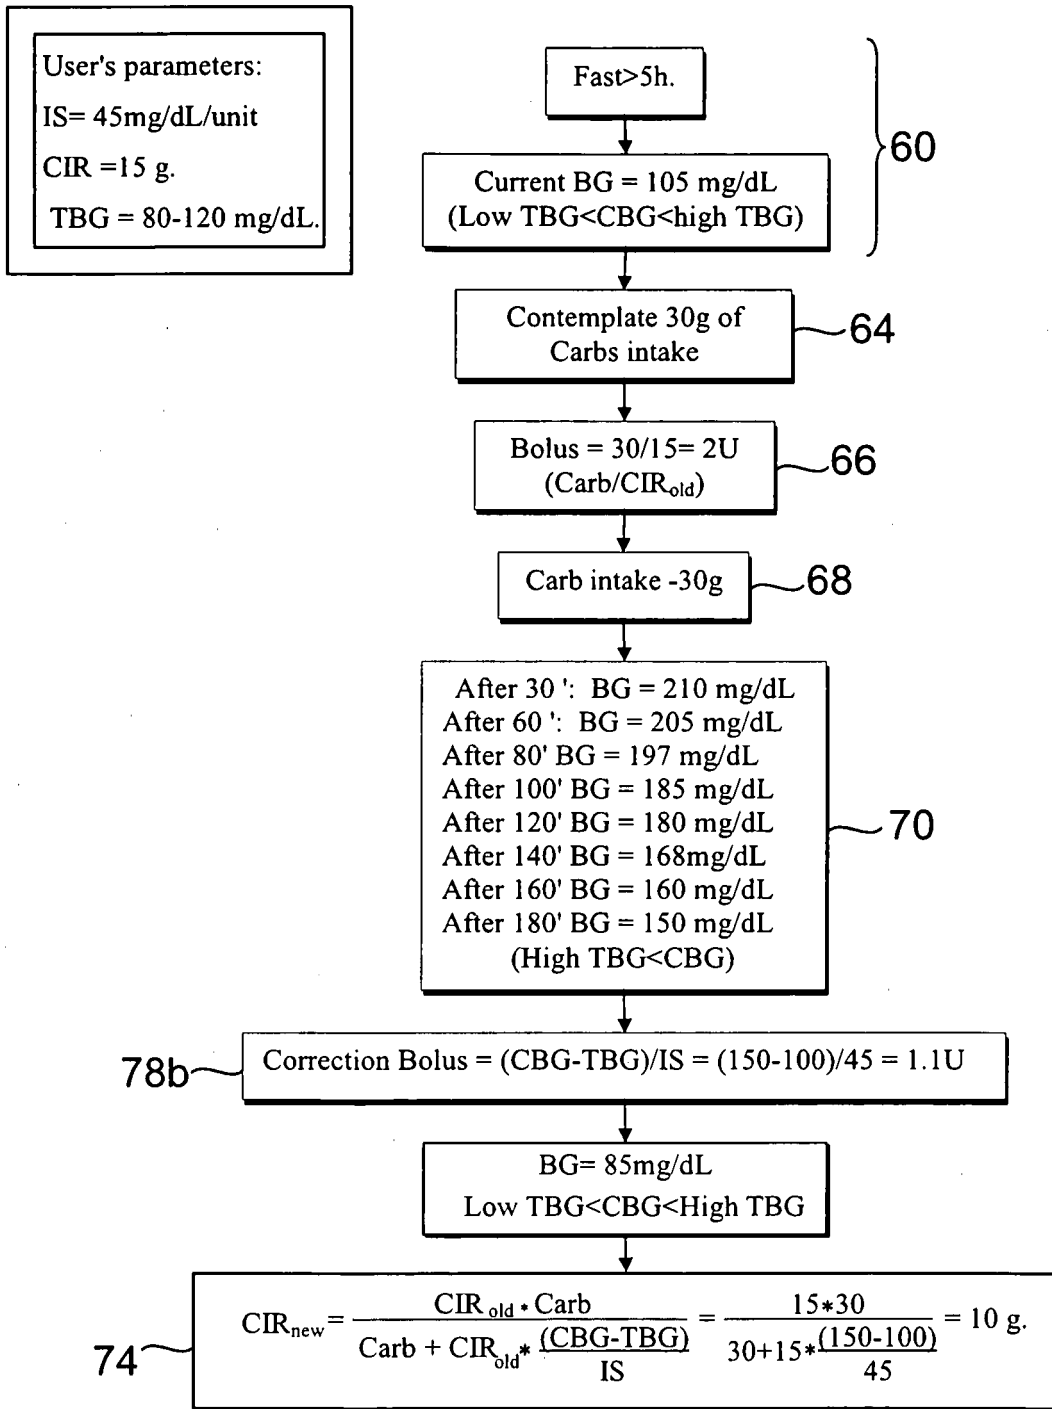 User's parameters:
IS= 45mg/dL/unit
CIR =15 g.
TBG = 80-120 mg/dL.
Fast>5h.
60
Current BG = 105 mg/dL
(Low TBG<CBG<high TBG)
Contemplate 30g of
Carbs intake
64
Bolus = 30/15= 2U
(Carb/CIRold)
66
Carb intake -30g
68
After 30 ': BG = 210 mg/dL
After 60 ': BG = 205 mg/dL
After 80' BG = 197 mg/dL
After 100' BG = 185 mg/dL
After 120' BG = 180 mg/dL
After 140' BG = 168mg/dL
After 160' BG = 160 mg/dL
After 180' BG = 150 mg/dL
(High TBG<CBG)
70
78b
Correction Bolus = (CBG-TBG)/IS = (150-100)/45 = 1.1U
BG= 85mg/dL
Low TBG<CBG<High TBG
74
CIRnew = CIR old * Carb / Carb + CIRold* (CBG-TBG) / IS = 15*30 / 30+15* (150-100) / 45 = 10 g.